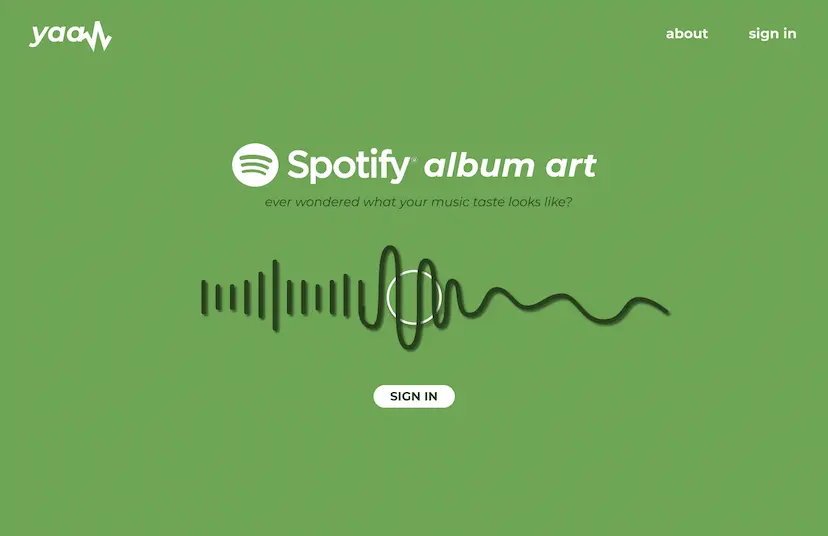 yaa
about
sign in
Spotify album art
ever wondered what your music taste looks like?
SIGN IN